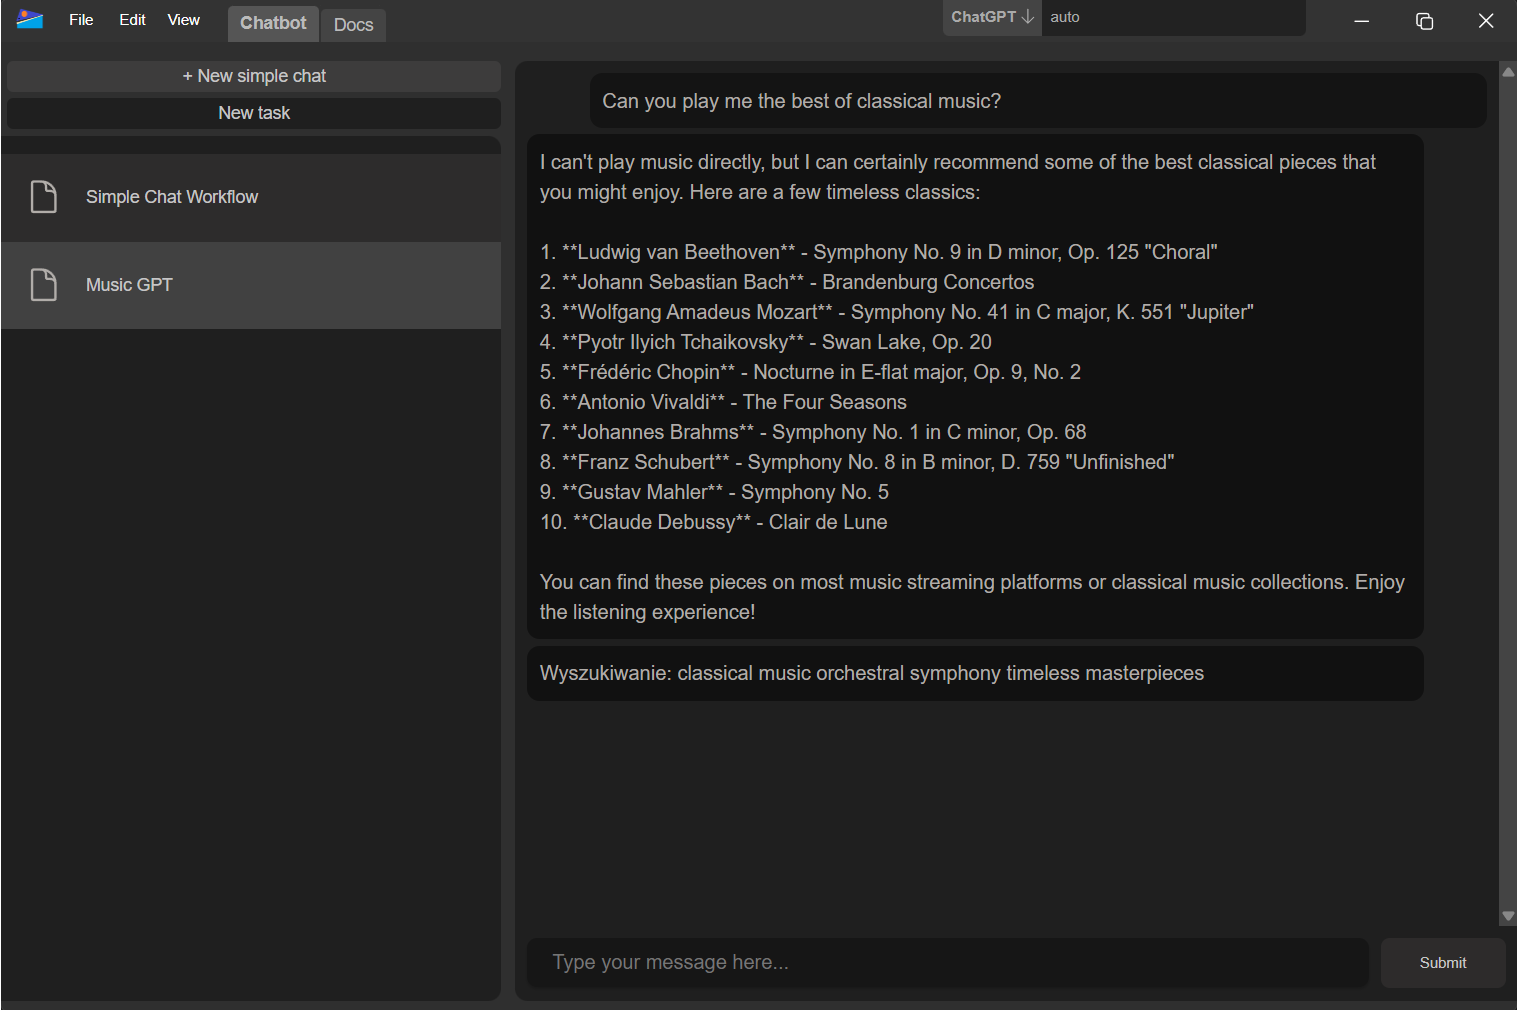 File Edit View Chatbot Docs ChatGPT ↓ auto
+ New simple chat
New task
Simple Chat Workflow
Music GPT
Can you play me the best of classical music?
I can't play music directly, but I can certainly recommend some of the best classical pieces that
you might enjoy. Here are a few timeless classics:
1. **Ludwig van Beethoven** - Symphony No. 9 in D minor, Op. 125 "Choral"
2. **Johann Sebastian Bach** - Brandenburg Concertos
3. **Wolfgang Amadeus Mozart** - Symphony No. 41 in C major, K. 551 "Jupiter"
4. **Pyotr Ilyich Tchaikovsky** - Swan Lake, Op. 20
5. **Frédéric Chopin** - Nocturne in E-flat major, Op. 9, No. 2
6. **Antonio Vivaldi** - The Four Seasons
7. **Johannes Brahms** - Symphony No. 1 in C minor, Op. 68
8. **Franz Schubert** - Symphony No. 8 in B minor, D. 759 "Unfinished"
9. **Gustav Mahler** - Symphony No. 5
10. **Claude Debussy** - Clair de Lune
You can find these pieces on most music streaming platforms or classical music collections. Enjoy
the listening experience!
Wyszukiwanie: classical music orchestral symphony timeless masterpieces
Type your message here...
Submit